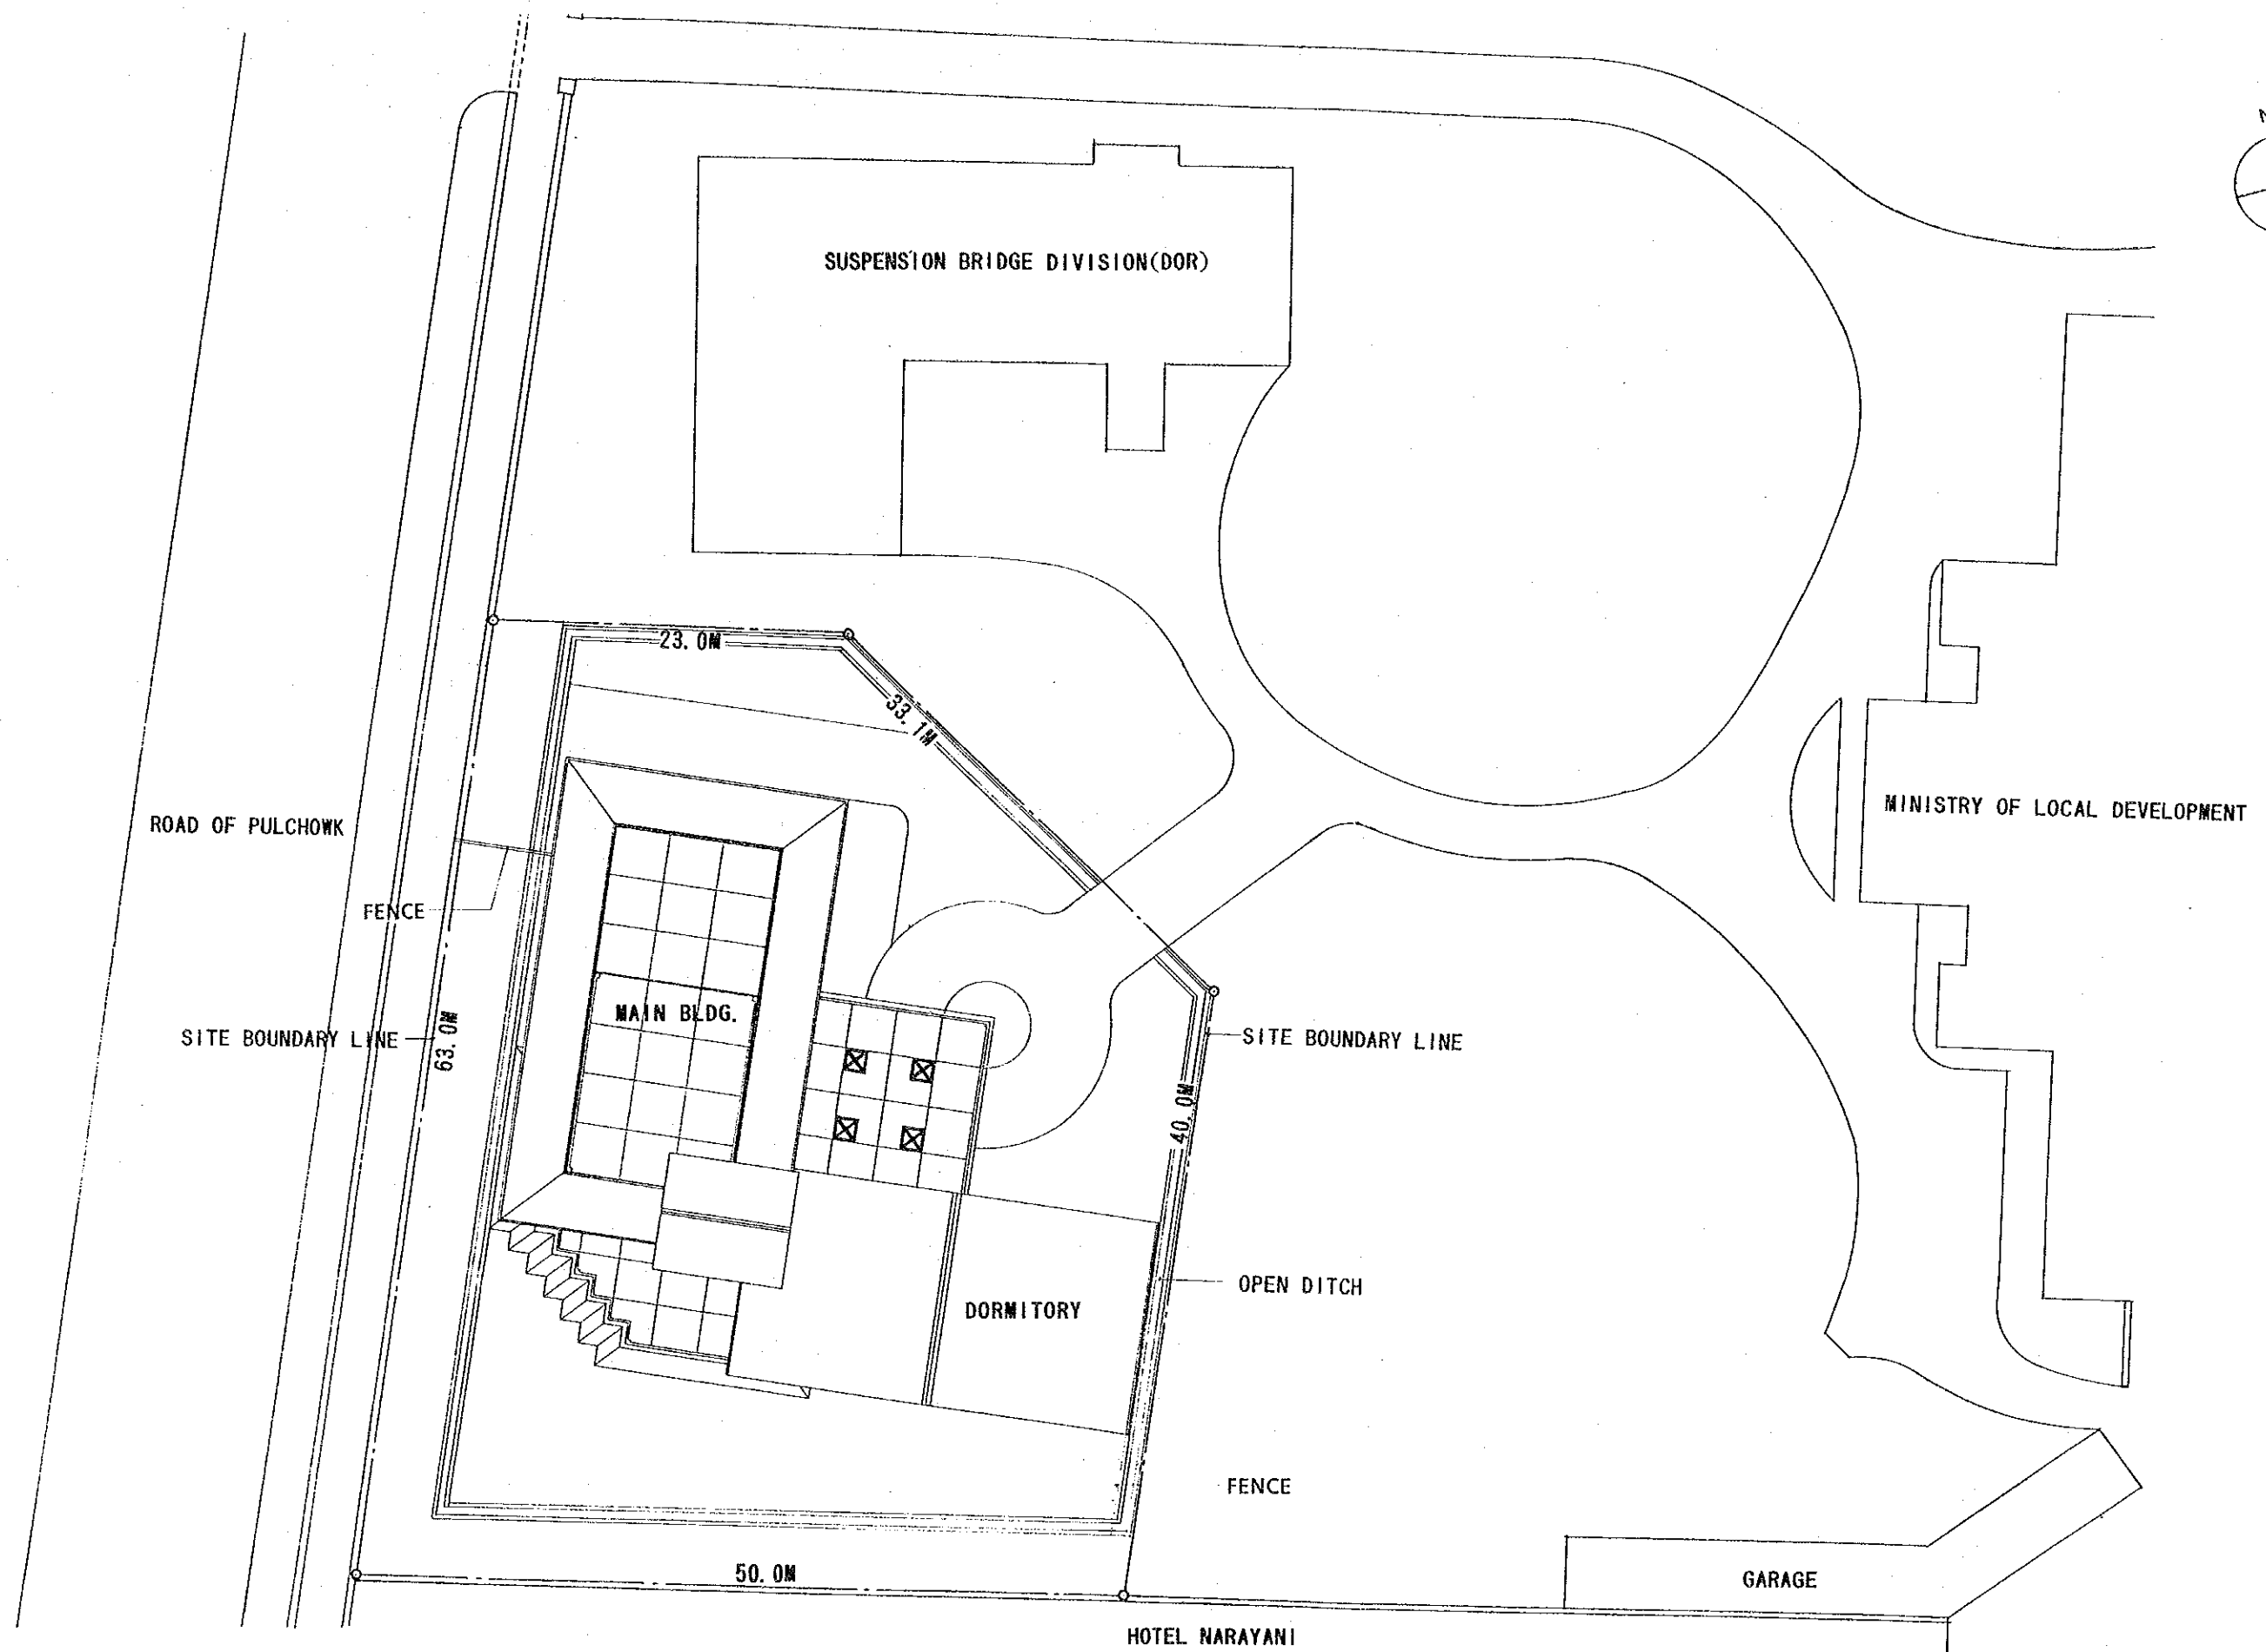 N
SUSPENSION BRIDGE DIVISION(DOR)
23.0M
33.1M
ROAD OF PULCHOWK
MINISTRY OF LOCAL DEVELOPMENT
FENCE
MAIN BLDG.
SITE BOUNDARY LINE
63.0M
SITE BOUNDARY LINE
40.0M
OPEN DITCH
DORMITORY
FENCE
50.0M
GARAGE
HOTEL NARAYANI